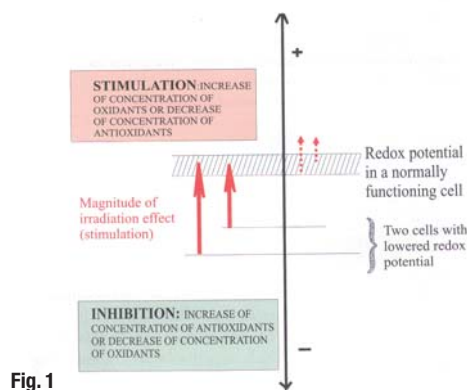 +
STIMULATION:INCREASE
OF CONCENTRATION OF
OXIDANTS OR DECREASE
OF CONCENTRATION OF
ANTIOXIDANTS
Redox potential
in a normally
functioning cell
Magnitude of
irradiation effect
(stimulation)
Two cells with
lowered redox
potential
INHIBITION: INCREASE OF
CONCENTRATION OF ANTIOXIDANTS
OR DECREASE OF CONCENTRATION
OF OXIDANTS
−
Fig. 1